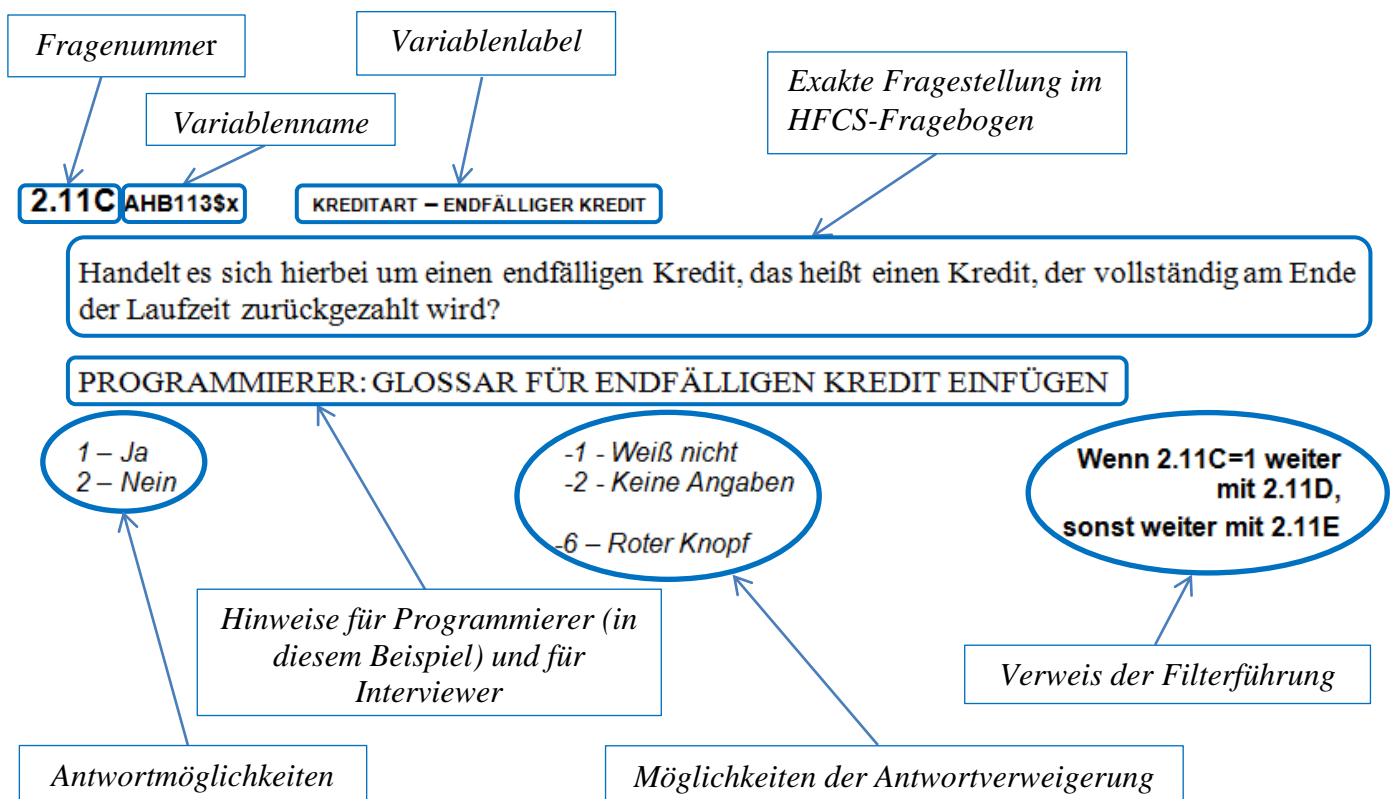 Fragenummer
Variablenlabel
Exakte Fragestellung im
HFCS-Fragebogen
Variablenname
2.11C AHB113$x KREDITART – ENDFÄLLIGER KREDIT
Handelt es sich hierbei um einen endfälligen Kredit, das heißt einen Kredit, der vollständig am Ende
der Laufzeit zurückgezahlt wird?
PROGRAMMIERER: GLOSSAR FÜR ENDFÄLLIGEN KREDIT EINFÜGEN
1 – Ja
2 – Nein
-1 - Weiß nicht
-2 - Keine Angaben
-6 – Roter Knopf
Wenn 2.11C=1 weiter
mit 2.11D,
sonst weiter mit 2.11E
Hinweise für Programmierer (in
diesem Beispiel) und für
Interviewer
Verweis der Filterführung
Antwortmöglichkeiten
Möglichkeiten der Antwortverweigerung